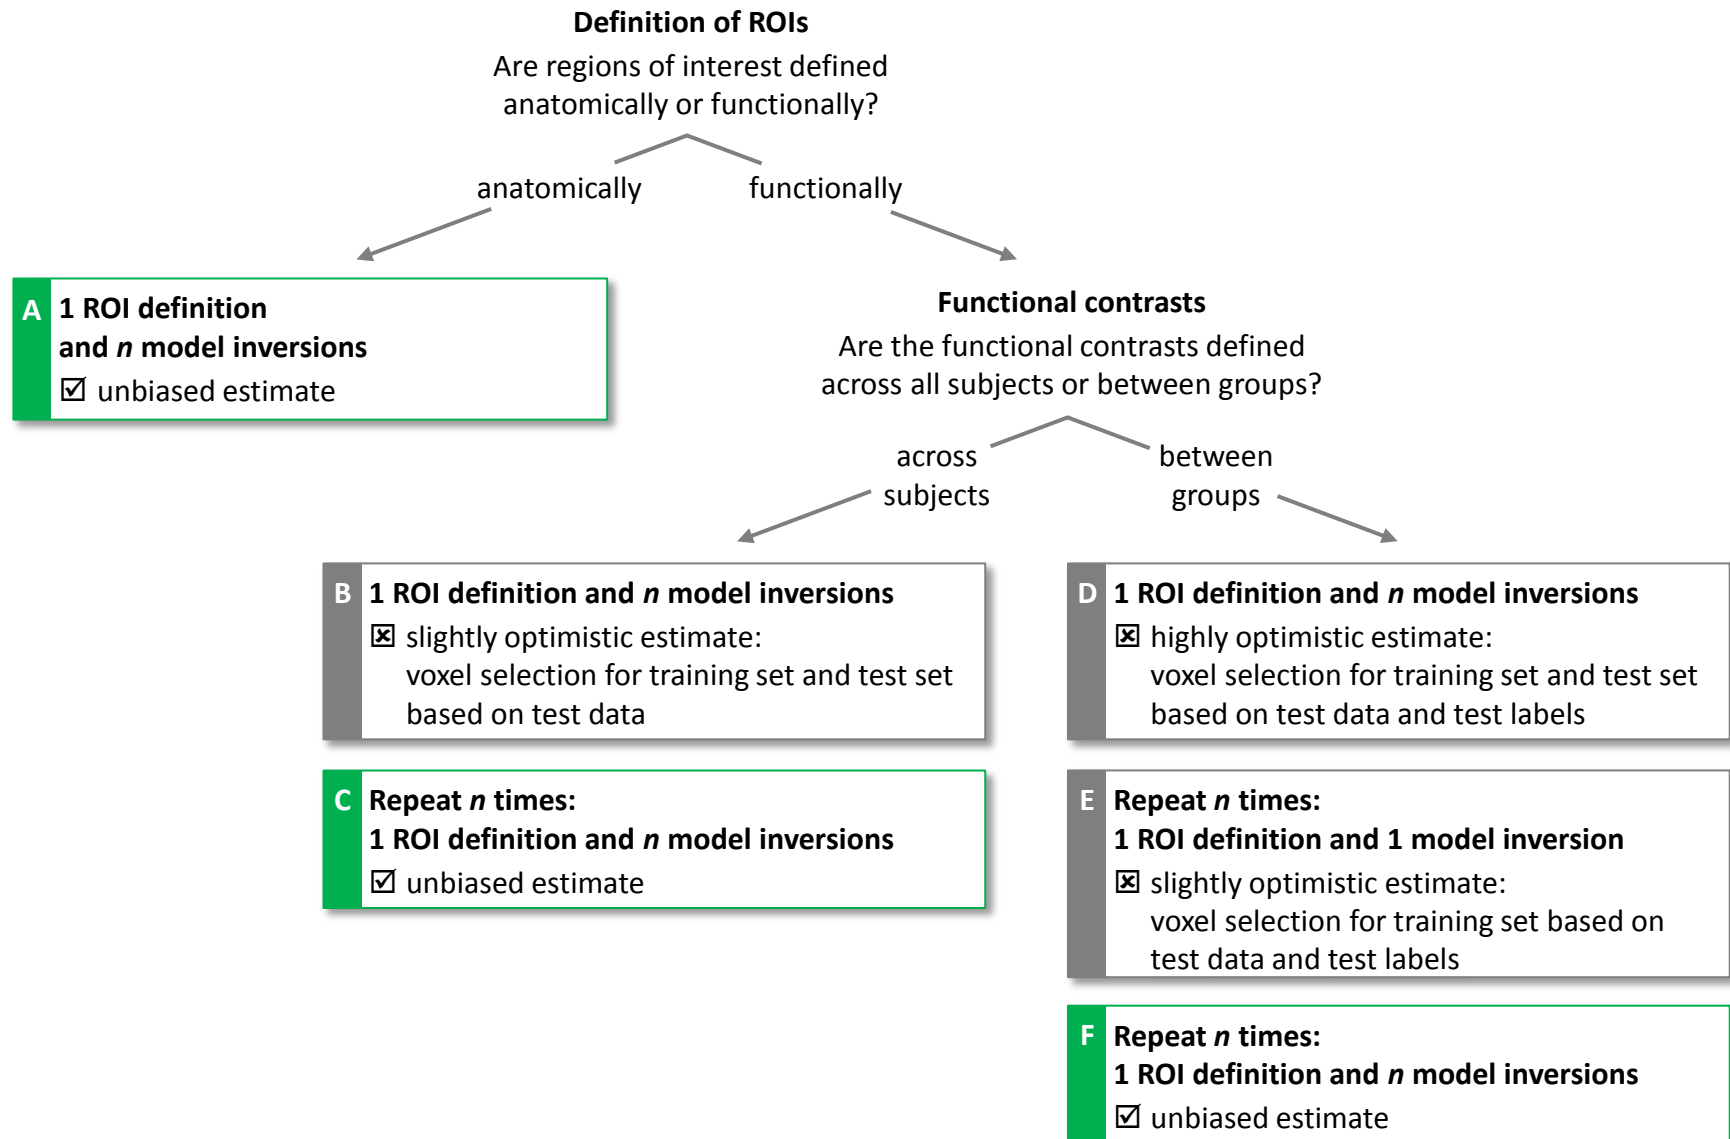 Definition of ROIs
Are regions of interest defined
anatomically or functionally?
anatomically
functionally
A
1 ROI definition
and n model inversions
☑ unbiased estimate
Functional contrasts
Are the functional contrasts defined
across all subjects or between groups?
across
subjects
between
groups
B
1 ROI definition and n model inversions
☒ slightly optimistic estimate:
voxel selection for training set and test set
based on test data
C
Repeat n times:
1 ROI definition and n model inversions
☑ unbiased estimate
D
1 ROI definition and n model inversions
☒ highly optimistic estimate:
voxel selection for training set and test set
based on test data and test labels
E
Repeat n times:
1 ROI definition and 1 model inversion
☒ slightly optimistic estimate:
voxel selection for training set based on
test data and test labels
F
Repeat n times:
1 ROI definition and n model inversions
☑ unbiased estimate